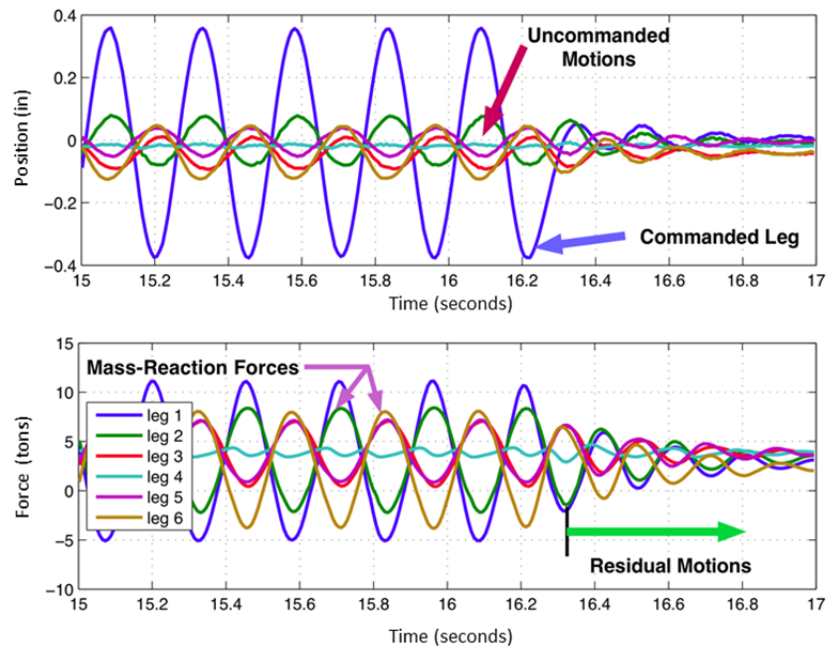 0.4
0.2
0
-0.2
-0.4
Position (in)
Uncommanded
Motions
Commanded Leg
15 15.2 15.4 15.6 15.8 16 16.2 16.4 16.6 16.8 17
Time (seconds)
15
10
5
0
-5
-10
Force (tons)
Mass-Reaction Forces
leg 1
leg 2
leg 3
leg 4
leg 5
leg 6
Residual Motions
15 15.2 15.4 15.6 15.8 16 16.2 16.4 16.6 16.8 17
Time (seconds)